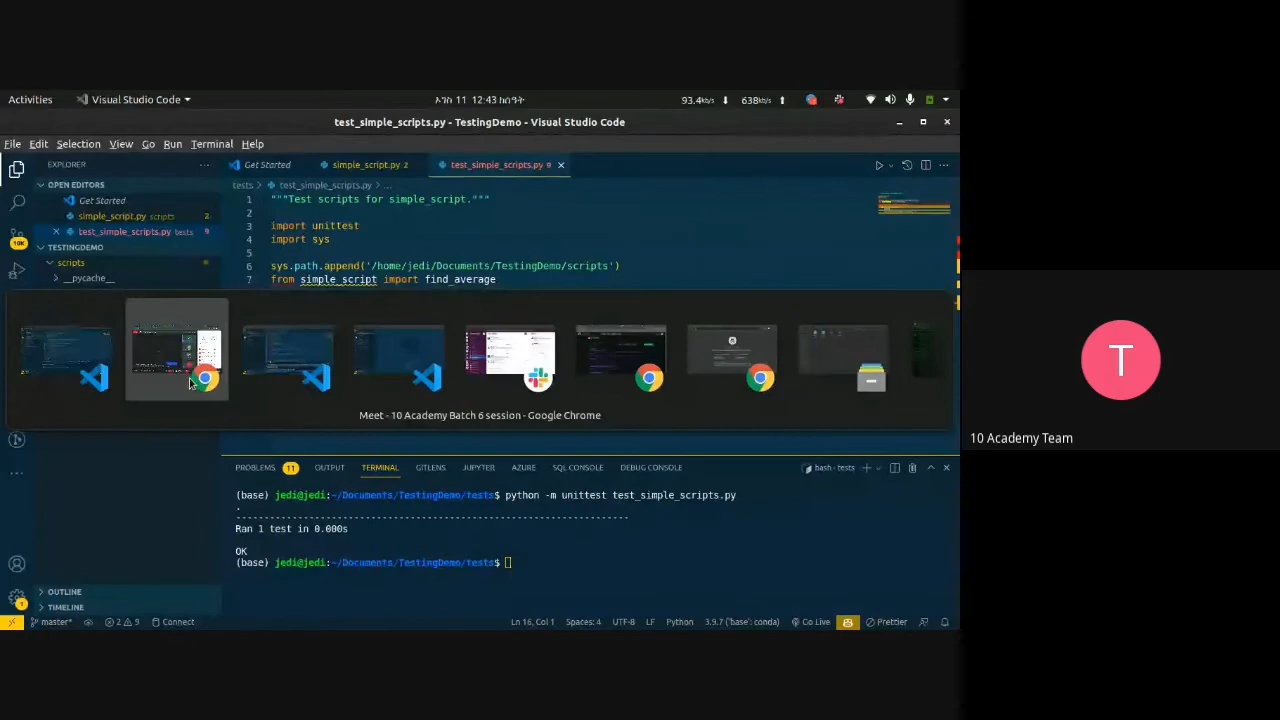 Activities
Visual Studio Code
ኦገስ 11 12:43 ከሰዓት
93.4kb/s
638kb/s
test_simple_scripts.py - TestingDemo - Visual Studio Code
File Edit Selection View Go Run Terminal Help
EXPLORER
Get Started
simple_script.py 2
test_simple_scripts.py 9
OPEN EDITORS
Get Started
simple_script.py scripts 2
test_simple_scripts.py tests 9
TESTINGDEMO
scripts
__pycache__
10K
tests > test_simple_scripts.py > ...
1 """Test scripts for simple_script."""
2
3 import unittest
4 import sys
5
6 sys.path.append('/home/jedi/Documents/TestingDemo/scripts')
7 from simple_script import find_average
Meet - 10 Academy Batch 6 session - Google Chrome
PROBLEMS 11 OUTPUT TERMINAL GITLENS JUPYTER AZURE SQL CONSOLE DEBUG CONSOLE
bash - tests
(base) jedi@jedi:~/Documents/TestingDemo/tests$ python -m unittest test_simple_scripts.py
.
----------------------------------------------------------------------
Ran 1 test in 0.000s
OK
(base) jedi@jedi:~/Documents/TestingDemo/tests$
OUTLINE
TIMELINE
1
master*
2 9
Connect
Ln 16, Col 1 Spaces: 4 UTF-8 LF Python 3.9.7 ('base': conda) Go Live Prettier
T
10 Academy Team